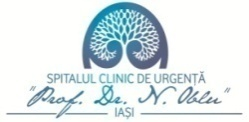 SPITALUL CLINIC DE URGENȚĂ
"Prof. Dr. N. Oblu"
IAȘI